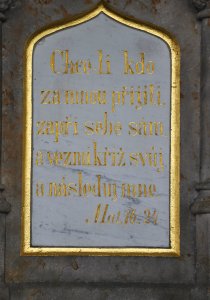 Chce-li kdo
za mnou přijíti,
zapři sebe sám
a vezmi kříž svůj
a následuj mne.
Mat. 16. 24